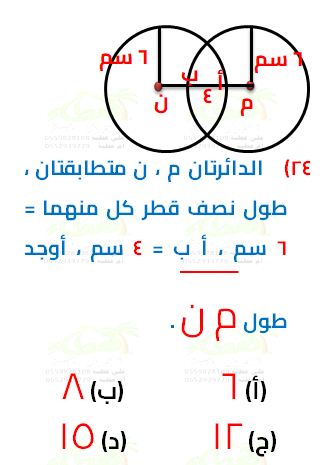 ٦ سم
٦ سم
ب
أ
٤
ن
م
٢٤) الدائرتان م ، ن متطابقتان ،
طول نصف قطر كل منهما =
٦ سم ، أ ب = ٤ سم ، أوجد
طول م ن .
(أ) ٦
(ب) ٨
(ج) ١٢
(د) ١٥